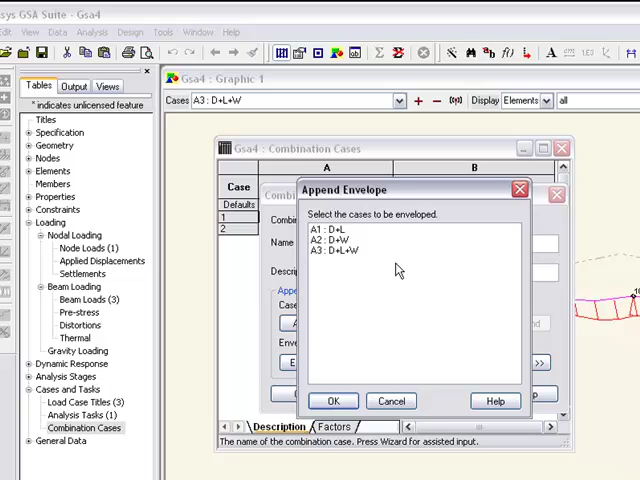 sys GSA Suite - Gsa4
Edit View Data Analysis Design Tools Window Help
Gsa4 : Graphic 1
Tables Output Views
Cases A3 : D+L+W Display Elements all
* indicates unlicensed feature
Titles
Specification
Geometry
Nodes
Elements
Members
Properties
Constraints
Loading
Nodal Loading
Node Loads (1)
Applied Displacements
Settlements
Beam Loading
Beam Loads (3)
Pre-stress
Distortions
Thermal
Gravity Loading
Dynamic Response
Analysis Stages
Cases and Tasks
Load Case Titles (3)
Analysis Tasks (1)
Combination Cases
General Data
Gsa4 : Combination Cases
A B
Case
Defaults
1
2
Combin
Name
Descrip
Appen
Case
Enve
E
>>
Append Envelope
Select the cases to be enveloped.
A1 : D+L
A2 : D+W
A3 : D+L+W
OK Cancel Help
Description Factors
The name of the combination case. Press Wizard for assisted input.